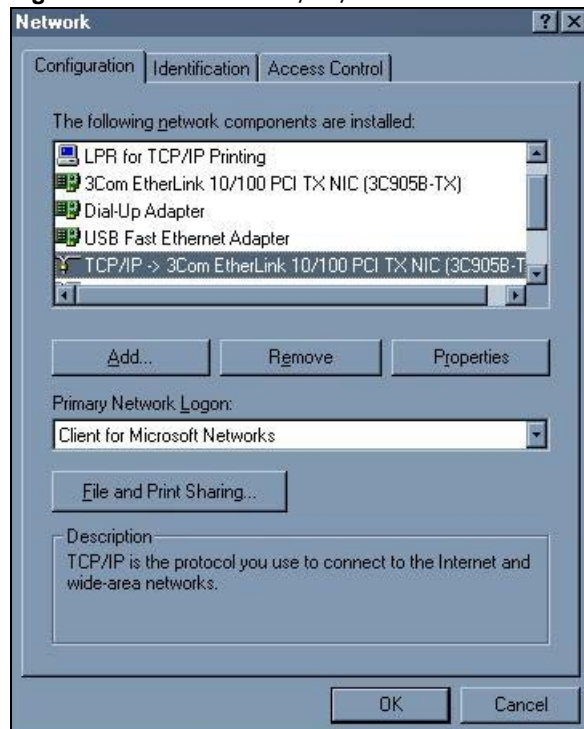 Network
Configuration Identification Access Control
The following network components are installed:
LPR for TCP/IP Printing
3Com EtherLink 10/100 PCI TX NIC (3C905B-TX)
Dial-Up Adapter
USB Fast Ethernet Adapter
TCP/IP -> 3Com EtherLink 10/100 PCI TX NIC (3C905B-T
Add... Remove Properties
Primary Network Logon:
Client for Microsoft Networks
File and Print Sharing...
Description
TCP/IP is the protocol you use to connect to the Internet and
wide-area networks.
OK Cancel